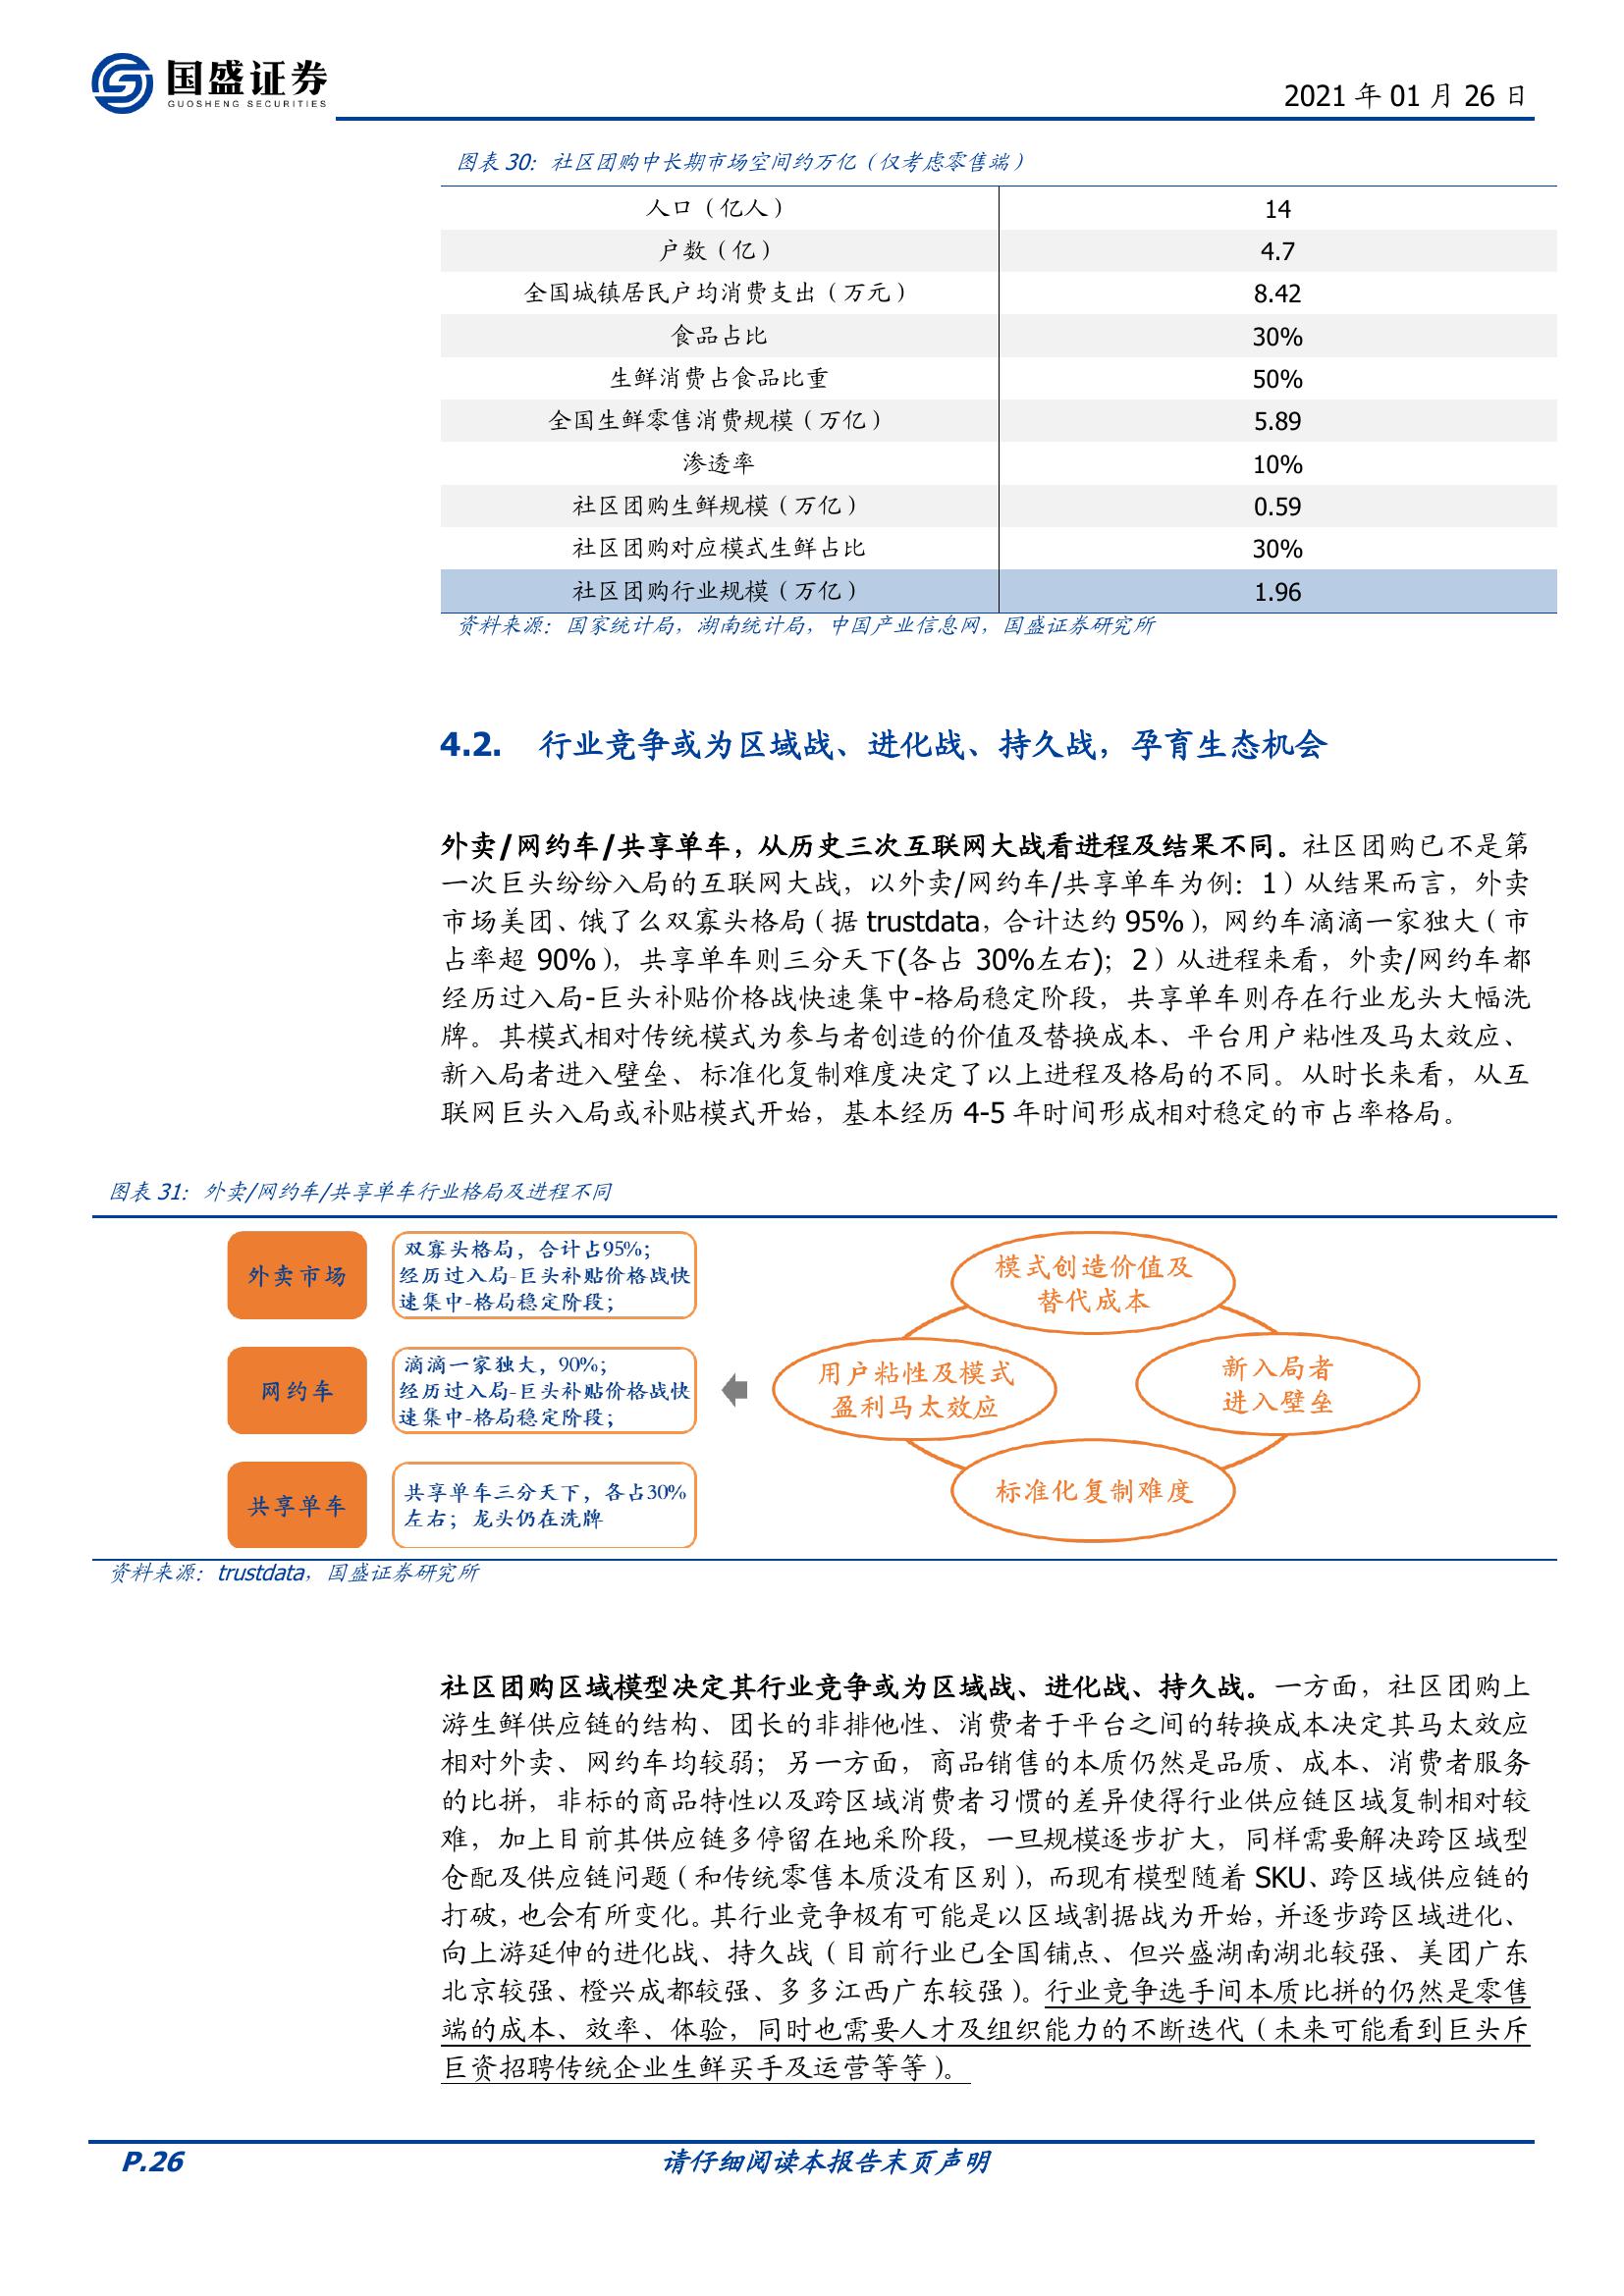 国盛证券
GUOSHENG SECURITIES
2021 年 01 月 26 日
图表 30：社区团购中长期市场空间约万亿（仅考虑零售端）
人口（亿人） 14
户数（亿） 4.7
全国城镇居民户均消费支出（万元） 8.42
食品占比 30%
生鲜消费占食品比重 50%
全国生鲜零售消费规模（万亿） 5.89
渗透率 10%
社区团购生鲜规模（万亿） 0.59
社区团购对应模式生鲜占比 30%
社区团购行业规模（万亿） 1.96
资料来源：国家统计局，湖南统计局，中国产业信息网，国盛证券研究所
4.2. 行业竞争或为区域战、进化战、持久战，孕育生态机会
外卖/网约车/共享单车，从历史三次互联网大战看进程及结果不同。社区团购已不是第
一次巨头纷纷入局的互联网大战，以外卖/网约车/共享单车为例：1）从结果而言，外卖
市场美团、饿了么双寡头格局（据 trustdata，合计达约 95%），网约车滴滴一家独大（市
占率超 90%），共享单车则三分天下(各占 30%左右)；2）从进程来看，外卖/网约车都
经历过入局-巨头补贴价格战快速集中-格局稳定阶段，共享单车则存在行业龙头大幅洗
牌。其模式相对传统模式为参与者创造的价值及替换成本、平台用户粘性及马太效应、
新入局者进入壁垒、标准化复制难度决定了以上进程及格局的不同。从时长来看，从互
联网巨头入局或补贴模式开始，基本经历 4-5 年时间形成相对稳定的市占率格局。
图表 31：外卖/网约车/共享单车行业格局及进程不同
外卖市场
双寡头格局，合计占95%；
经历过入局-巨头补贴价格战快
速集中-格局稳定阶段；
网约车
滴滴一家独大，90%；
经历过入局-巨头补贴价格战快
速集中-格局稳定阶段；
共享单车
共享单车三分天下，各占30%
左右；龙头仍在洗牌
模式创造价值及
替代成本
用户粘性及模式
盈利马太效应
新入局者
进入壁垒
标准化复制难度
资料来源：trustdata，国盛证券研究所
社区团购区域模型决定其行业竞争或为区域战、进化战、持久战。一方面，社区团购上
游生鲜供应链的结构、团长的非排他性、消费者于平台之间的转换成本决定其马太效应
相对外卖、网约车均较弱；另一方面，商品销售的本质仍然是品质、成本、消费者服务
的比拼，非标的商品特性以及跨区域消费者习惯的差异使得行业供应链区域复制相对较
难，加上目前其供应链多停留在地采阶段，一旦规模逐步扩大，同样需要解决跨区域型
仓配及供应链问题（和传统零售本质没有区别），而现有模型随着 SKU、跨区域供应链的
打破，也会有所变化。其行业竞争极有可能是以区域割据战为开始，并逐步跨区域进化、
向上游延伸的进化战、持久战（目前行业已全国铺点、但兴盛湖南湖北较强、美团广东
北京较强、橙兴成都较强、多多江西广东较强）。行业竞争选手间本质比拼的仍然是零售
端的成本、效率、体验，同时也需要人才及组织能力的不断迭代（未来可能看到巨头斥
巨资招聘传统企业生鲜买手及运营等等）。
P.26
请仔细阅读本报告末页声明